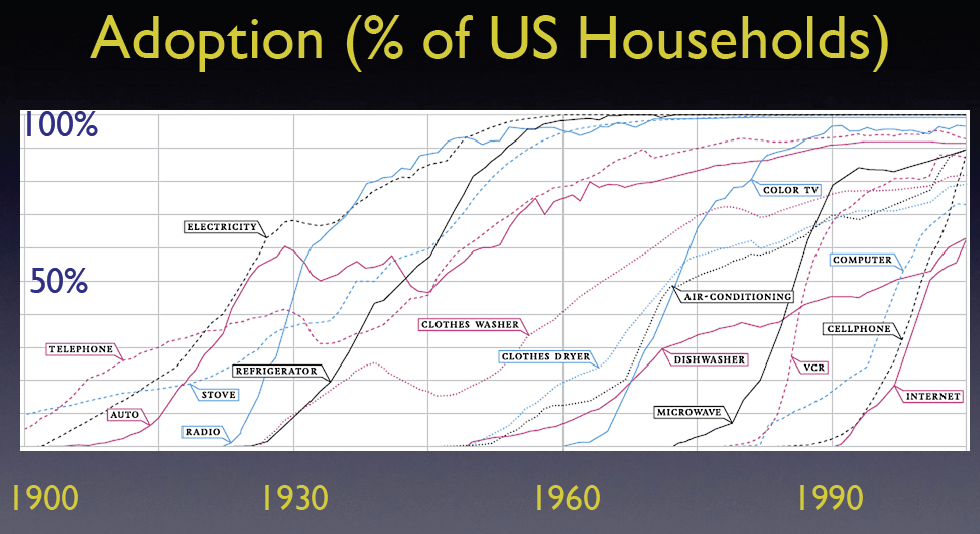 Adoption (% of US Households)
100%
COLOR TV
ELECTRICITY
COMPUTER
50%
AIR-CONDITIONING
CLOTHES WASHER
CELLPHONE
TELEPHONE
CLOTHES DRYER
DISHWASHER
REFRIGERATOR
VCR
STOVE
INTERNET
AUTO
MICROWAVE
RADIO
1900 1930 1960 1990